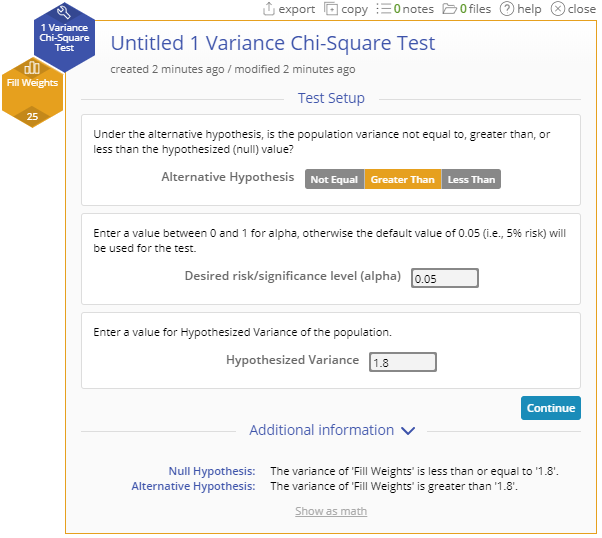 export copy 0 notes 0 files ? help close
1 Variance
Chi-Square
Test
Fill Weights
25
Untitled 1 Variance Chi-Square Test
created 2 minutes ago / modified 2 minutes ago
Test Setup
Under the alternative hypothesis, is the population variance not equal to, greater than, or
less than the hypothesized (null) value?
Alternative Hypothesis Not Equal Greater Than Less Than
Enter a value between 0 and 1 for alpha, otherwise the default value of 0.05 (i.e., 5% risk) will
be used for the test.
Desired risk/significance level (alpha) 0.05
Enter a value for Hypothesized Variance of the population.
Hypothesized Variance 1.8
Continue
Additional information
Null Hypothesis: The variance of 'Fill Weights' is less than or equal to '1.8'.
Alternative Hypothesis: The variance of 'Fill Weights' is greater than '1.8'.
Show as math